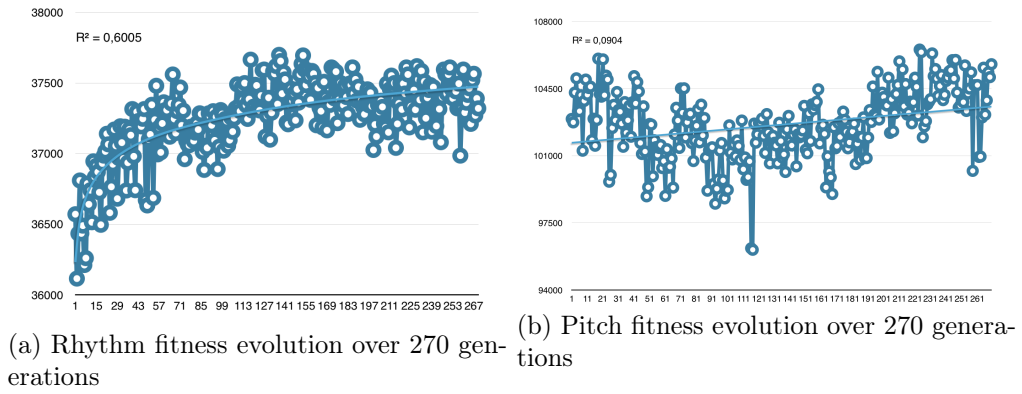 38000
R² = 0,6005
37500
37000
36500
36000
1 15 29 43 57 71 85 99 113 127 141 155 169 183 197 211 225 239 253 267
(a) Rhythm fitness evolution over 270 gen-
erations
108000
R² = 0,0904
104500
101000
97500
94000
1 11 21 31 41 51 61 71 81 91 101 111 121 131 141 151 161 171 181 191 201 211 221 231 241 251 261
(b) Pitch fitness evolution over 270 genera-
tions